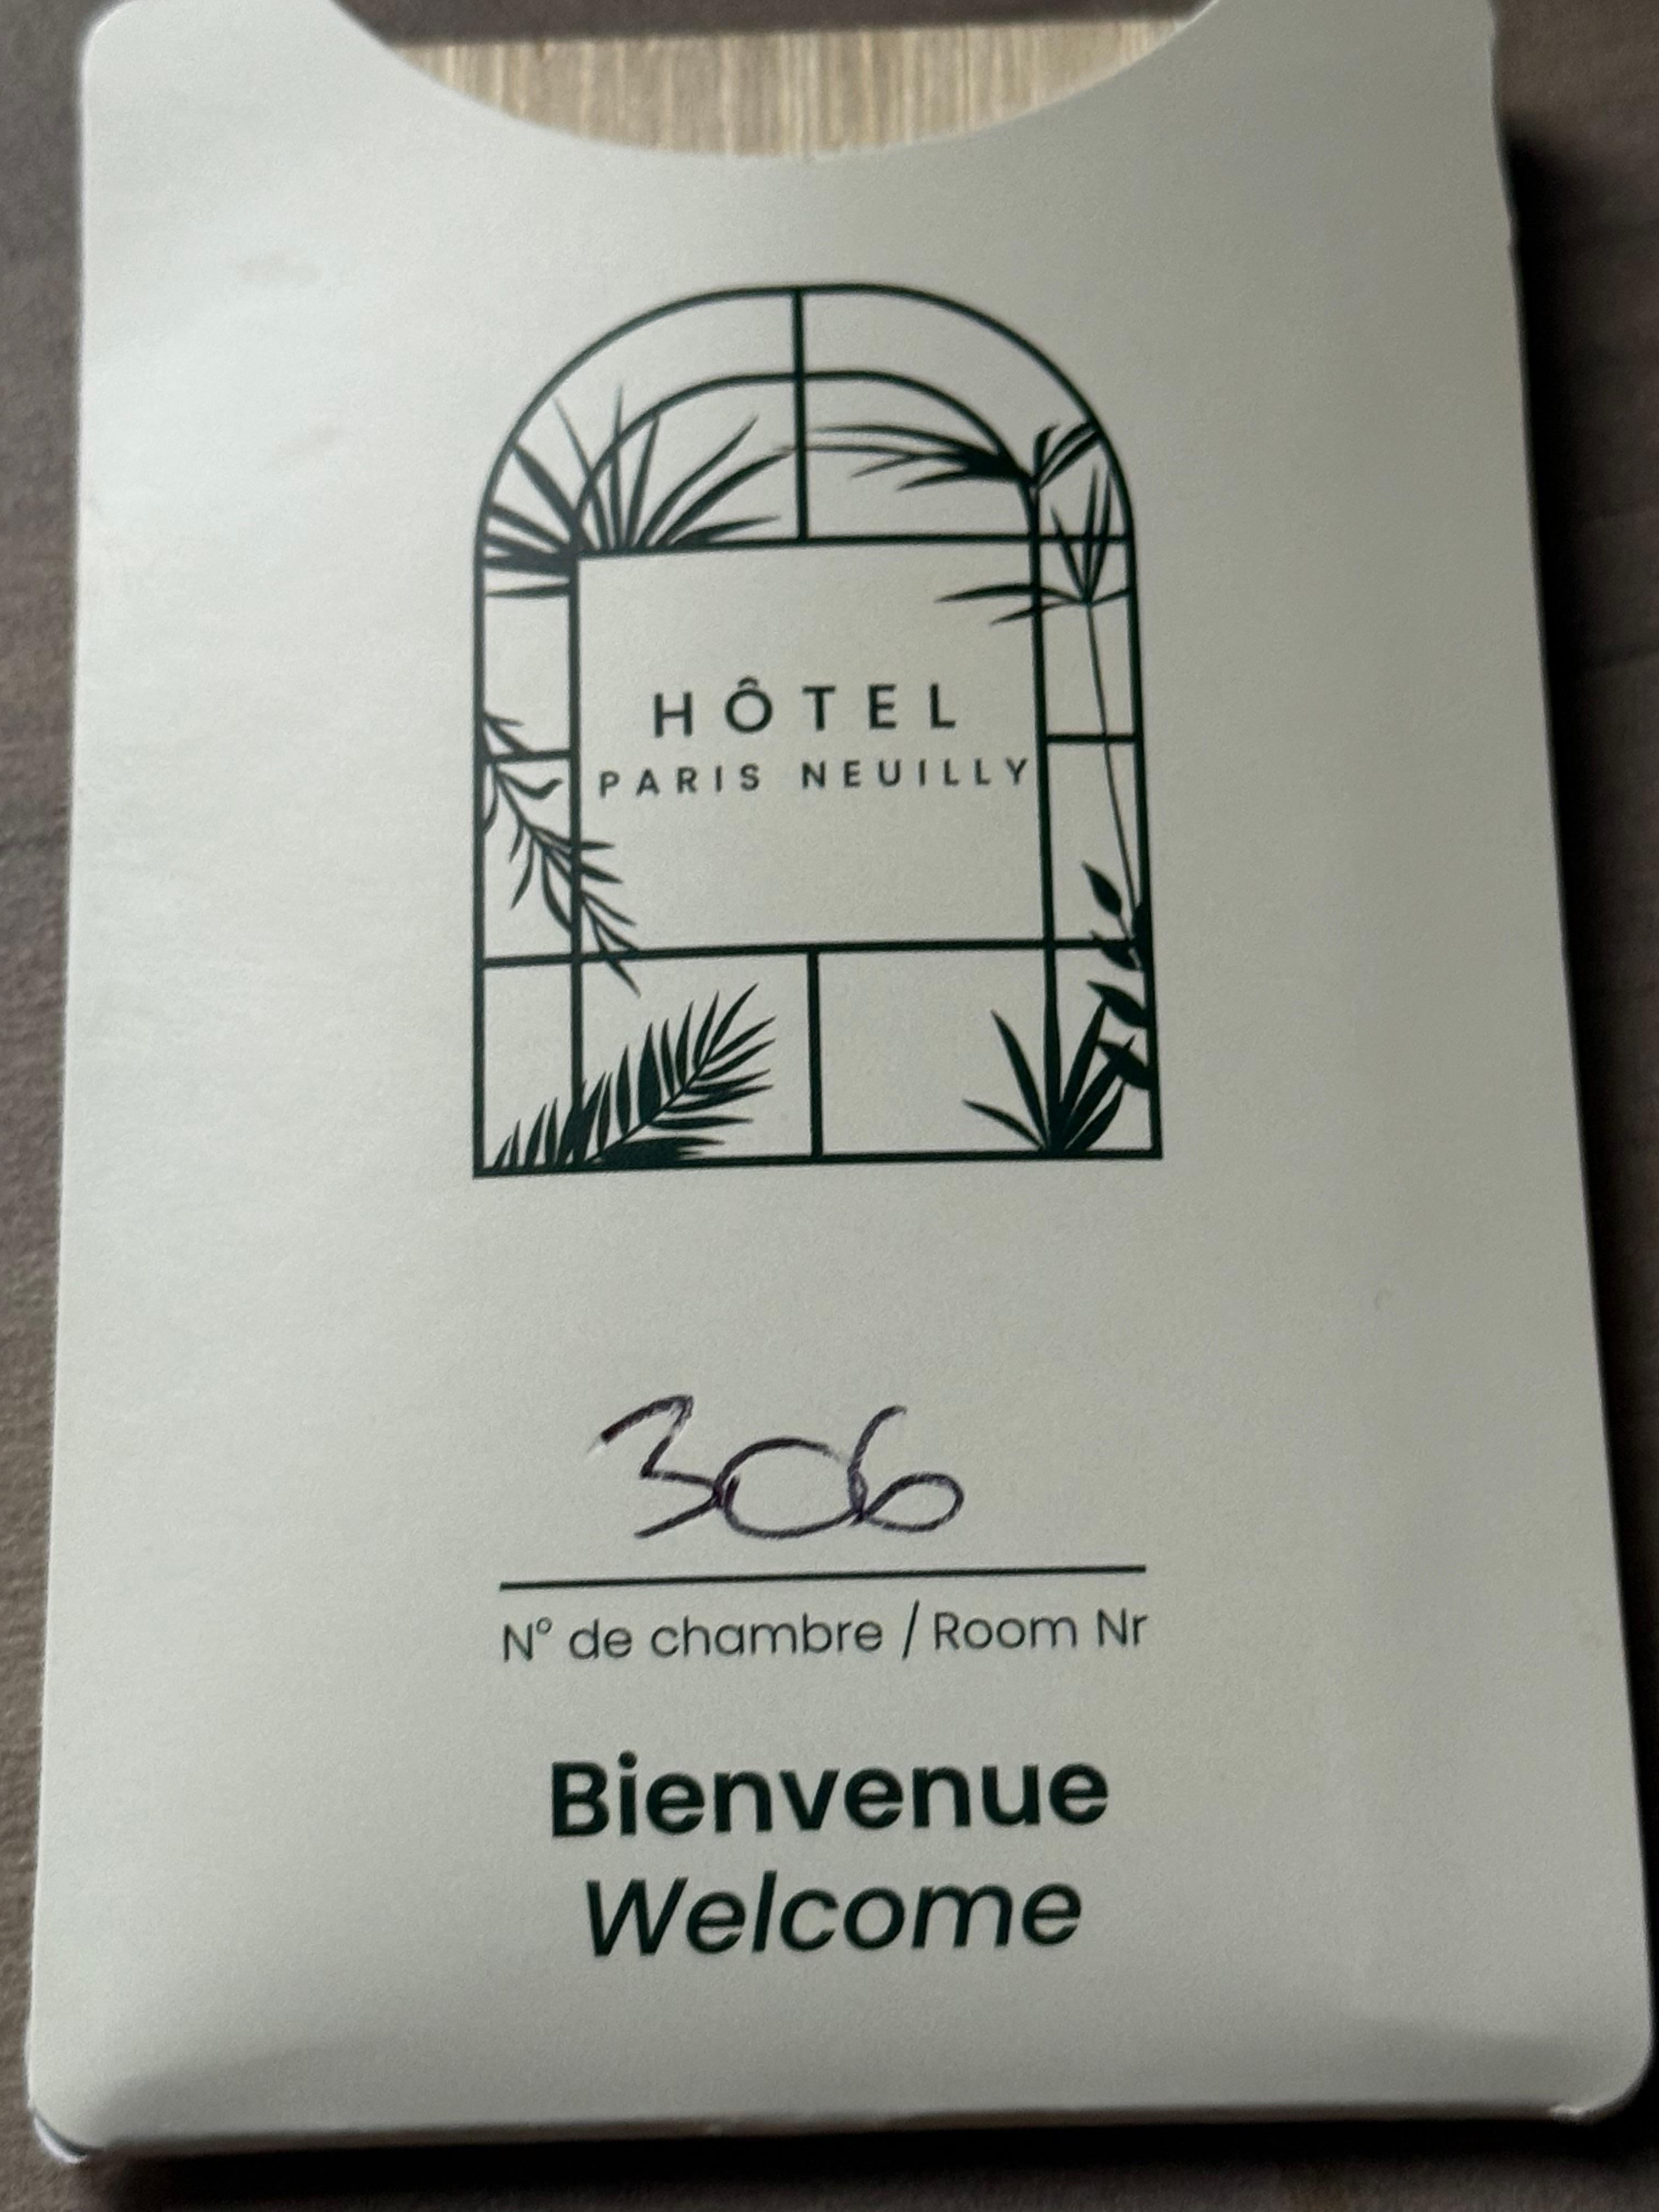 HÔTEL
PARIS NEUILLY
306
N° de chambre / Room Nr
Bienvenue
Welcome